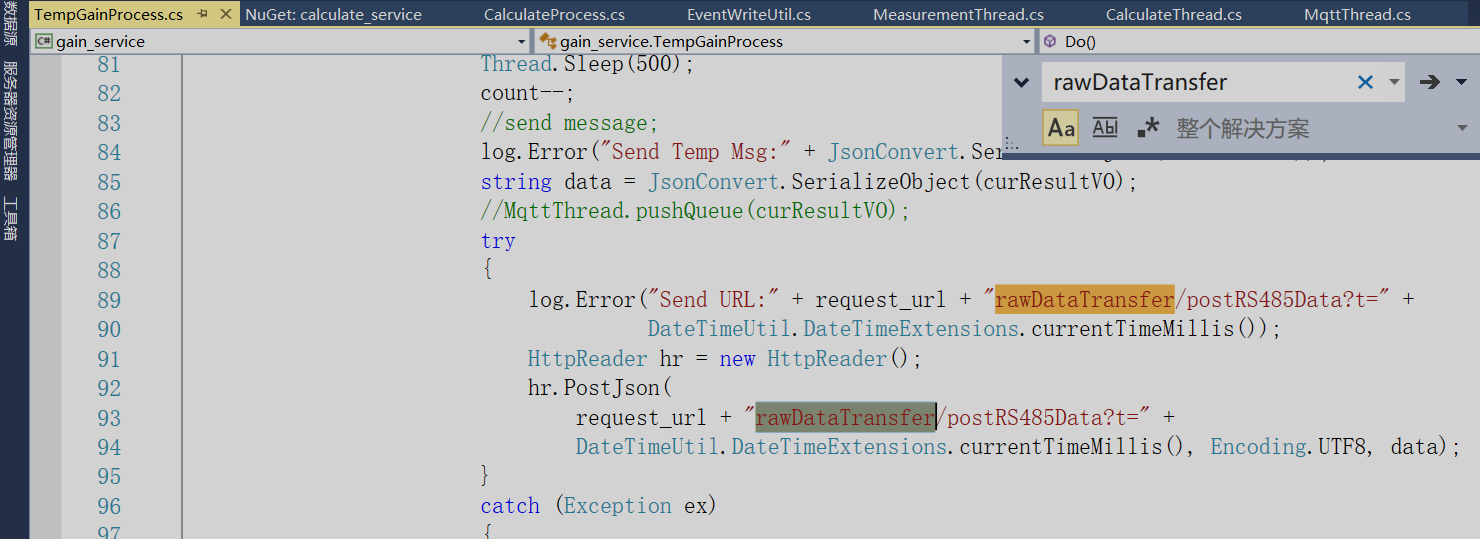 数据源
服务器资源管理器
工具箱
TempGainProcess.cs
NuGet: calculate_service
CalculateProcess.cs
EventWriteUtil.cs
MeasurementThread.cs
CalculateThread.cs
MqttThread.cs
C# gain_service
gain_service.TempGainProcess
Do()
rawDataTransfer
Aa Abl .*
整个解决方案
81 Thread.Sleep(500);
82 count--;
83 //send message;
84 log.Error("Send Temp Msg:" + JsonConvert.Ser
85 string data = JsonConvert.SerializeObject(curResultVO);
86 //MqttThread.pushQueue(curResultVO);
87 try
88 {
89 log.Error("Send URL:" + request_url + "rawDataTransfer/postRS485Data?t=" +
90 DateTimeUtil.DateTimeExtensions.currentTimeMillis());
91 HttpReader hr = new HttpReader();
92 hr.PostJson(
93 request_url + "rawDataTransfer/postRS485Data?t=" +
94 DateTimeUtil.DateTimeExtensions.currentTimeMillis(), Encoding.UTF8, data);
95 }
96 catch (Exception ex)
97 {